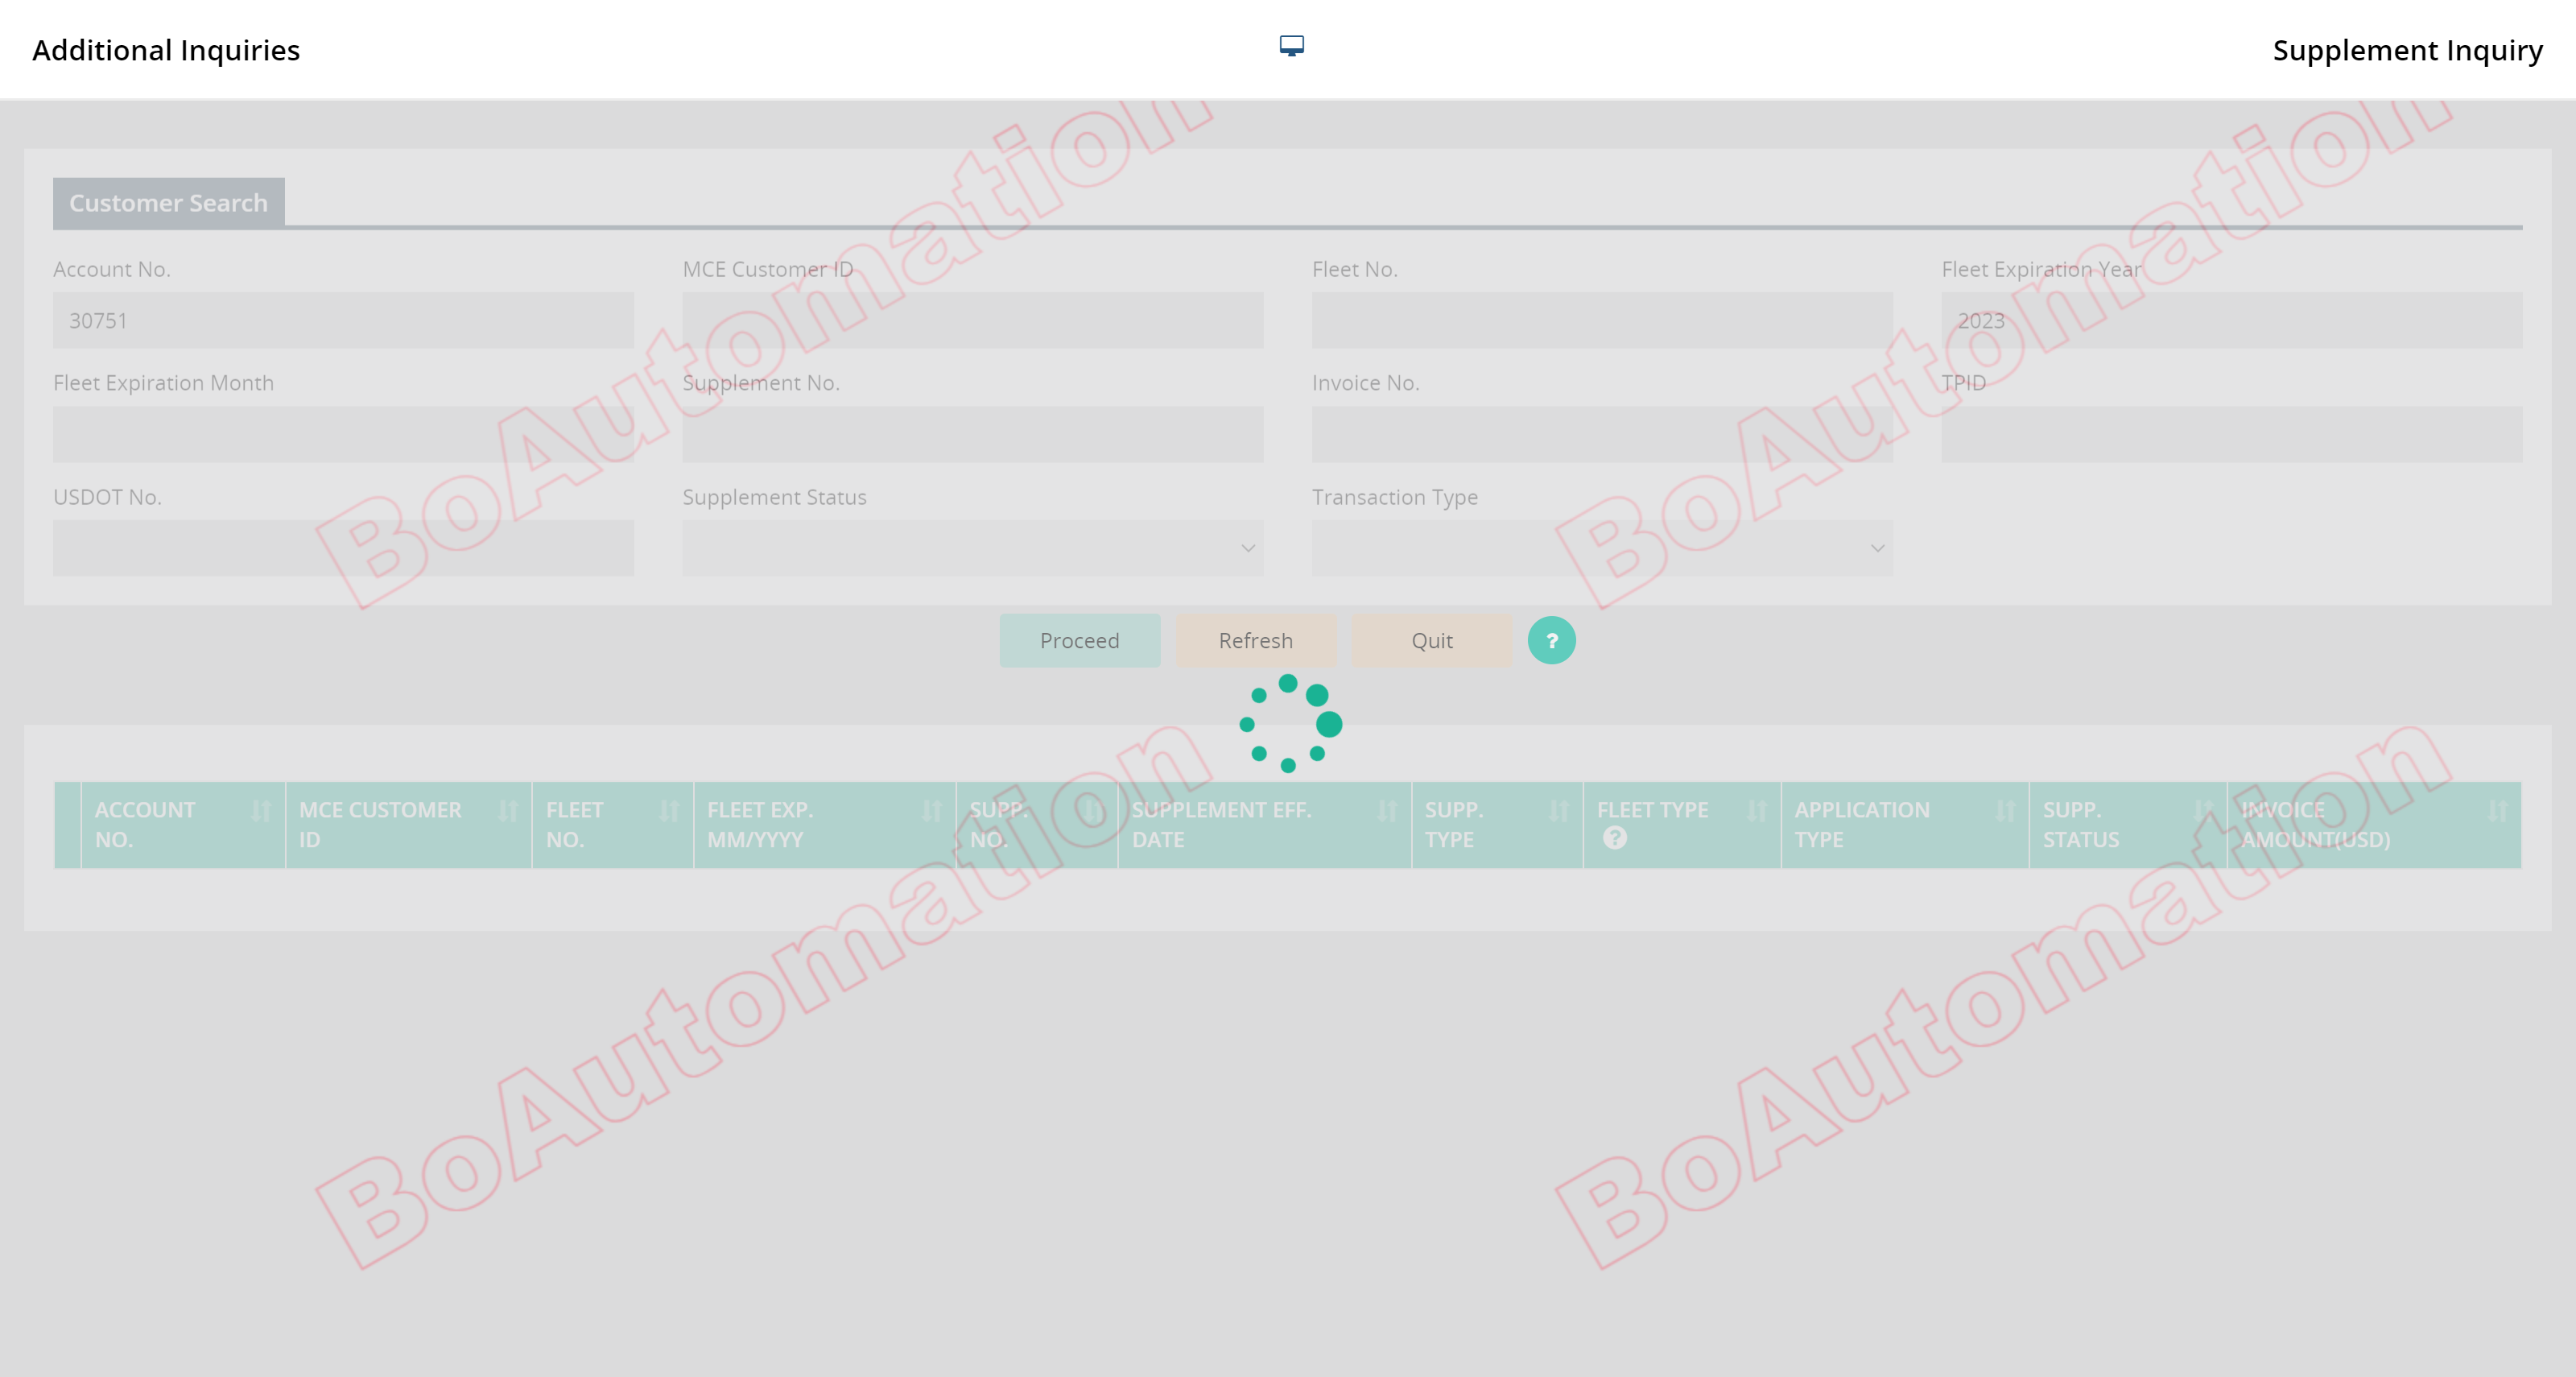 Additional Inquiries
Supplement Inquiry
Customer Search
Account No.
MCE Customer ID
Fleet No.
Fleet Expiration Year
30751
2023
Fleet Expiration Month
Supplement No.
Invoice No.
TPID
USDOT No.
Supplement Status
Transaction Type
Proceed
Refresh
Quit
?
ACCOUNT
NO.
MCE CUSTOMER
ID
FLEET
NO.
FLEET EXP.
MM/YYYY
SUPP.
NO.
SUPPLEMENT EFF.
DATE
SUPP.
TYPE
FLEET TYPE
?
APPLICATION
TYPE
SUPP.
STATUS
INVOICE
AMOUNT(USD)
BoAutomation
BoAutomation
BoAutomation
BoAutomation